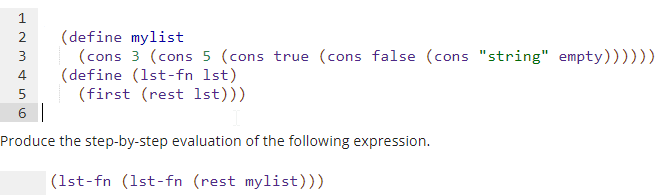 1
2 (define mylist
3 (cons 3 (cons 5 (cons true (cons false (cons "string" empty))))))
4 (define (lst-fn lst)
5 (first (rest lst)))
6
Produce the step-by-step evaluation of the following expression.
(lst-fn (lst-fn (rest mylist)))